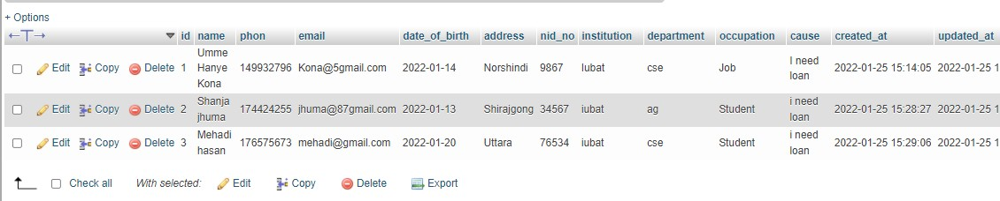 + Options
←T→ id name phon email date_of_birth address nid_no institution department occupation cause created_at updated_at
Edit Copy Delete 1 Umme Hanye Kona 149932796 Kona@5gmail.com 2022-01-14 Norshindi 9867 Iubat cse Job I need loan 2022-01-25 15:14:05 2022-01-25 1
Edit Copy Delete 2 Shanja jhuma 174424255 jhuma@87gmail.com 2022-01-13 Shirajgong 34567 iubat ag Student i need loan 2022-01-25 15:28:27 2022-01-25 1
Edit Copy Delete 3 Mehadi hasan 176575673 mehadi@gmail.com 2022-01-20 Uttara 76534 iubat cse Student i need loan 2022-01-25 15:29:06 2022-01-25 1
Check all With selected: Edit Copy Delete Export